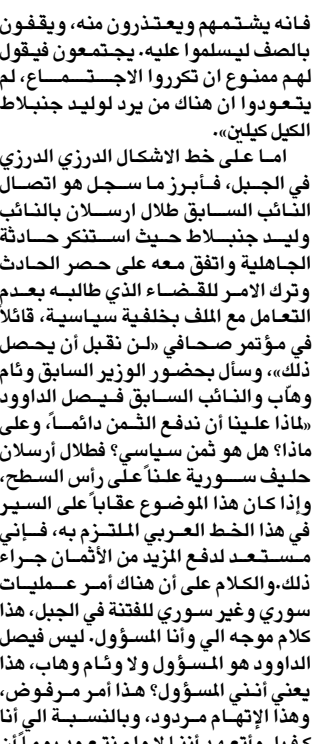 فانه يشتمهم ويعتذرون منه، ويقفون
بالصف ليسلموا عليه. يجتمعون فيقول
لهم ممنوع ان تكرروا الاجتماع، لم
يتعودوا ان هناك من يرد لوليد جنبلاط
الكيل كيلين».
اما على خط الاشكال الدرزي الدرزي
في الجبل، فأبرز ما سجل هو اتصال
النائب السابق طلال ارسلان بالنائب
وليد جنبلاط حيث استنكر حادثة
الجاهلية واتفق معه على حصر الحادث
وترك الامر للقضاء الذي طالبه بعدم
التعامل مع الملف بخلفية سياسية، قائلاً
في مؤتمر صحافي «لن نقبل أن يحصل
ذلك»، وسأل بحضور الوزير السابق وئام
وهاب والنائب السابق فيصل الداوود
«لماذا علينا أن ندفع الثمن دائماً، وعلى
ماذا؟ هل هو ثمن سياسي؟ فطلال أرسلان
حليف سورية علناً على رأس السطح،
وإذا كان هذا الموضوع عقاباً على السير
في هذا الخط العربي الملتزم به، فإني
مستعد لدفع المزيد من الأثمان جراء
ذلك.والكلام على أن هناك أمر عمليات
سوري وغير سوري للفتنة في الجبل، هذا
كلام موجه الي وأنا المسؤول. ليس فيصل
الداوود هو المسؤول ولا وئام وهاب، هذا
يعني أنني المسؤول؟ هذا أمر مرفوض،
وهذا الإتهام مردود، وبالنسبة الي أنا